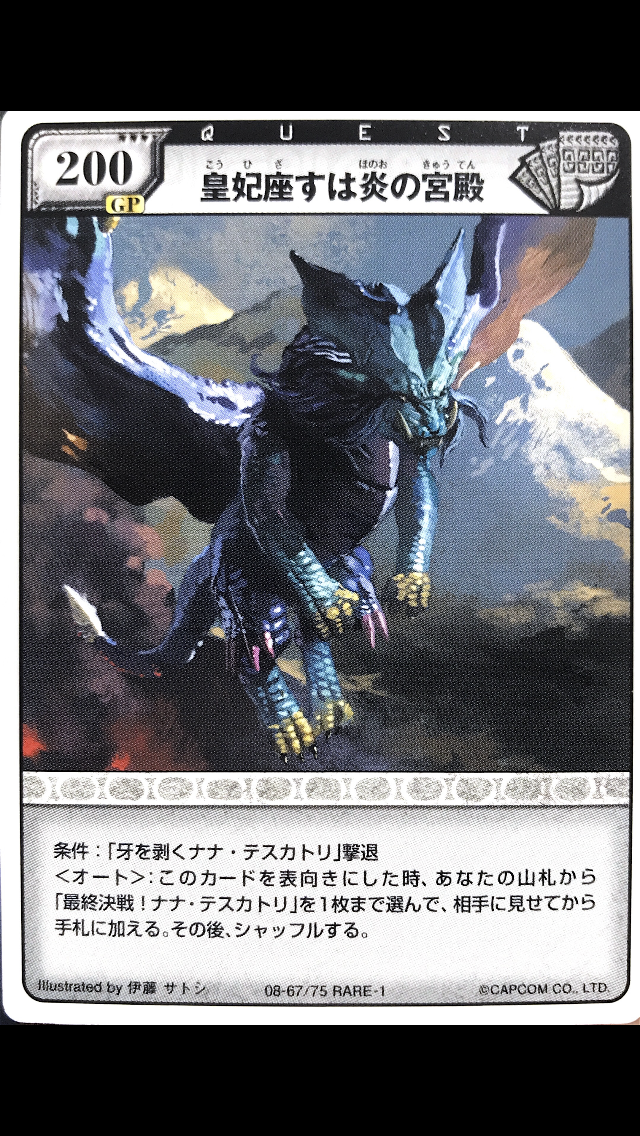 QUEST
200
GP
こうひざ ほのお きゅうてん
皇妃座すは炎の宮殿
条件：「牙を剥くナナ・テスカトリ」撃退
＜オート＞：このカードを表向きにした時、あなたの山札から
「最終決戦！ナナ・テスカトリ」を1枚まで選んで、相手に見せてから
手札に加える。その後、シャッフルする。
Illustrated by 伊藤 サトシ 08-67/75 RARE-1 ©CAPCOM CO., LTD.